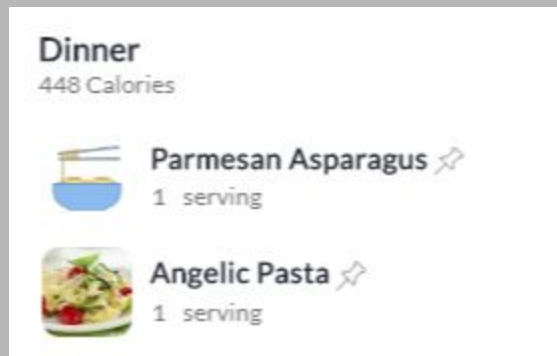 Dinner
448 Calories
Parmesan Asparagus
1 serving
Angelic Pasta
1 serving